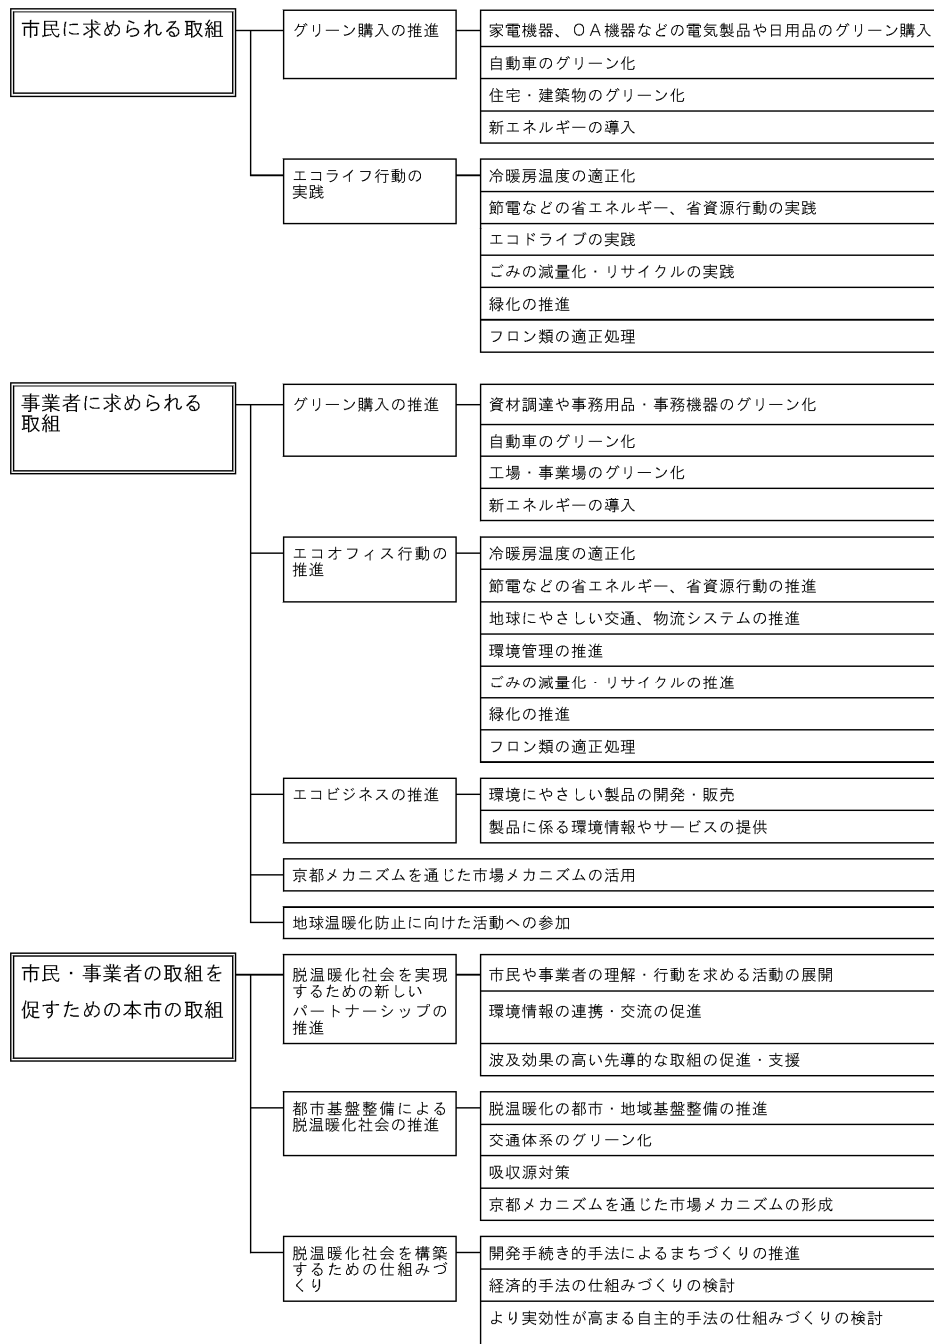 市民に求められる取組
グリーン購入の推進
家電機器、ＯＡ機器などの電気製品や日用品のグリーン購入
自動車のグリーン化
住宅・建築物のグリーン化
新エネルギーの導入
エコライフ行動の
実践
冷暖房温度の適正化
節電などの省エネルギー、省資源行動の実践
エコドライブの実践
ごみの減量化・リサイクルの実践
緑化の推進
フロン類の適正処理
事業者に求められる
取組
グリーン購入の推進
資材調達や事務用品・事務機器のグリーン化
自動車のグリーン化
工場・事業場のグリーン化
新エネルギーの導入
エコオフィス行動の
推進
冷暖房温度の適正化
節電などの省エネルギー、省資源行動の推進
地球にやさしい交通、物流システムの推進
環境管理の推進
ごみの減量化・リサイクルの推進
緑化の推進
フロン類の適正処理
エコビジネスの推進
環境にやさしい製品の開発・販売
製品に係る環境情報やサービスの提供
京都メカニズムを通じた市場メカニズムの活用
地球温暖化防止に向けた活動への参加
市民・事業者の取組を
促すための本市の取組
脱温暖化社会を実現
するための新しい
パートナーシップの
推進
市民や事業者の理解・行動を求める活動の展開
環境情報の連携・交流の促進
波及効果の高い先導的な取組の促進・支援
都市基盤整備による
脱温暖化社会の推進
脱温暖化の都市・地域基盤整備の推進
交通体系のグリーン化
吸収源対策
京都メカニズムを通じた市場メカニズムの形成
脱温暖化社会を構築
するための仕組みづ
くり
開発手続き的手法によるまちづくりの推進
経済的手法の仕組みづくりの検討
より実効性が高まる自主的手法の仕組みづくりの検討